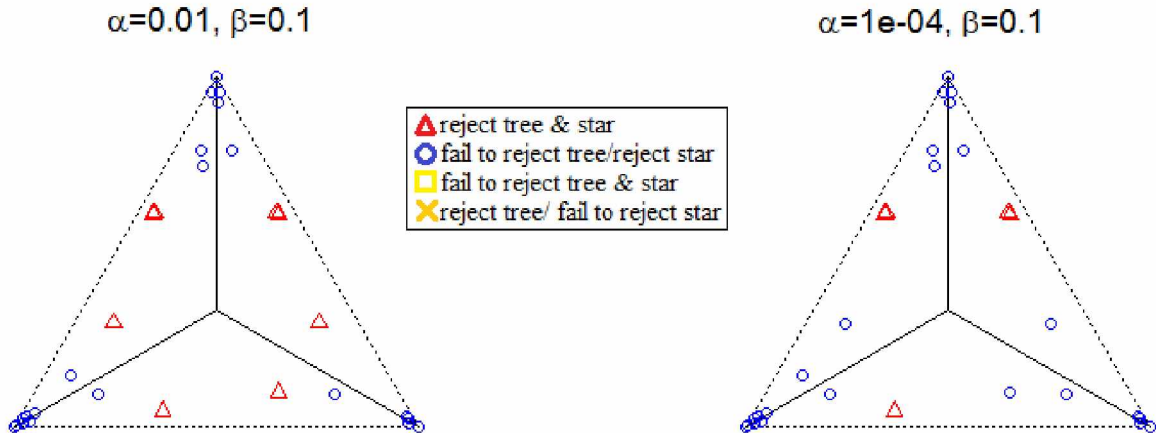 α=0.01, β=0.1
α=1e-04, β=0.1
reject tree & star
fail to reject tree/reject star
fail to reject tree & star
reject tree/ fail to reject star